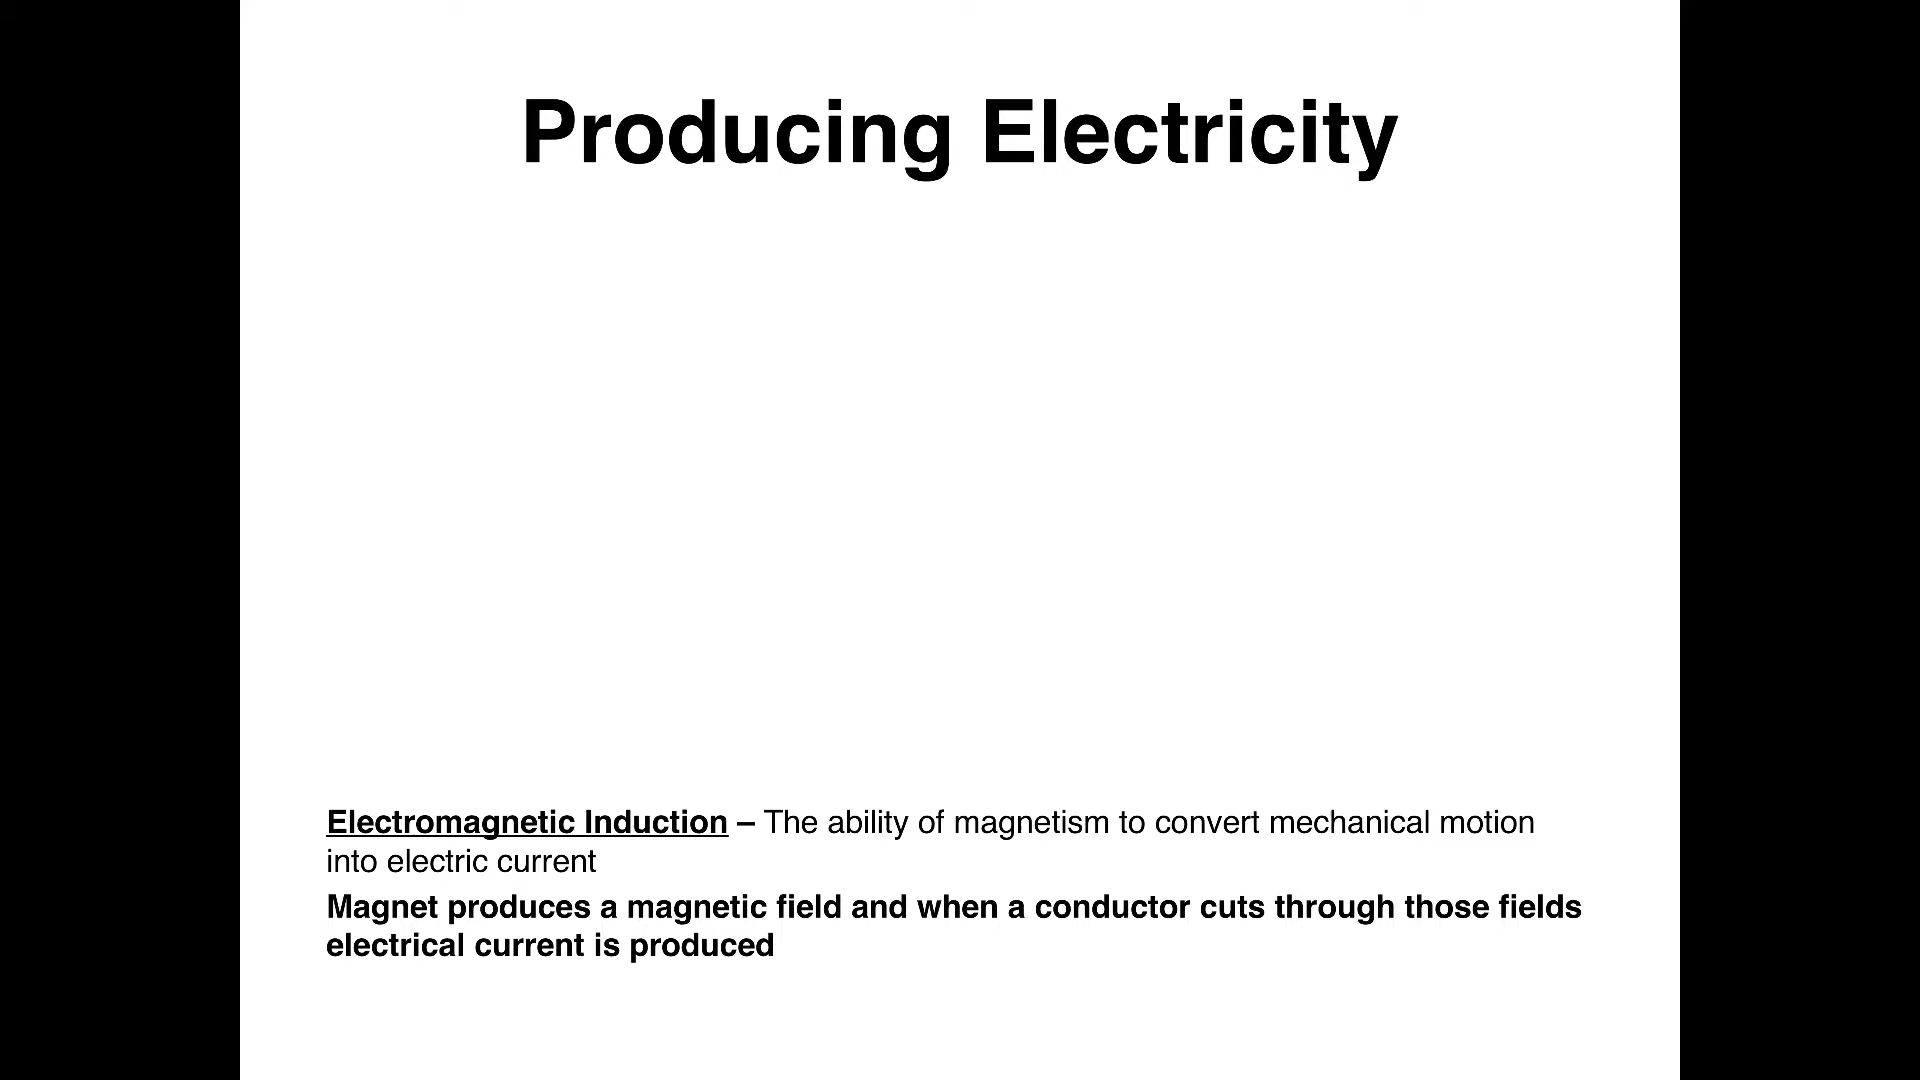 Producing Electricity
Electromagnetic Induction – The ability of magnetism to convert mechanical motion
into electric current
Magnet produces a magnetic field and when a conductor cuts through those fields
electrical current is produced